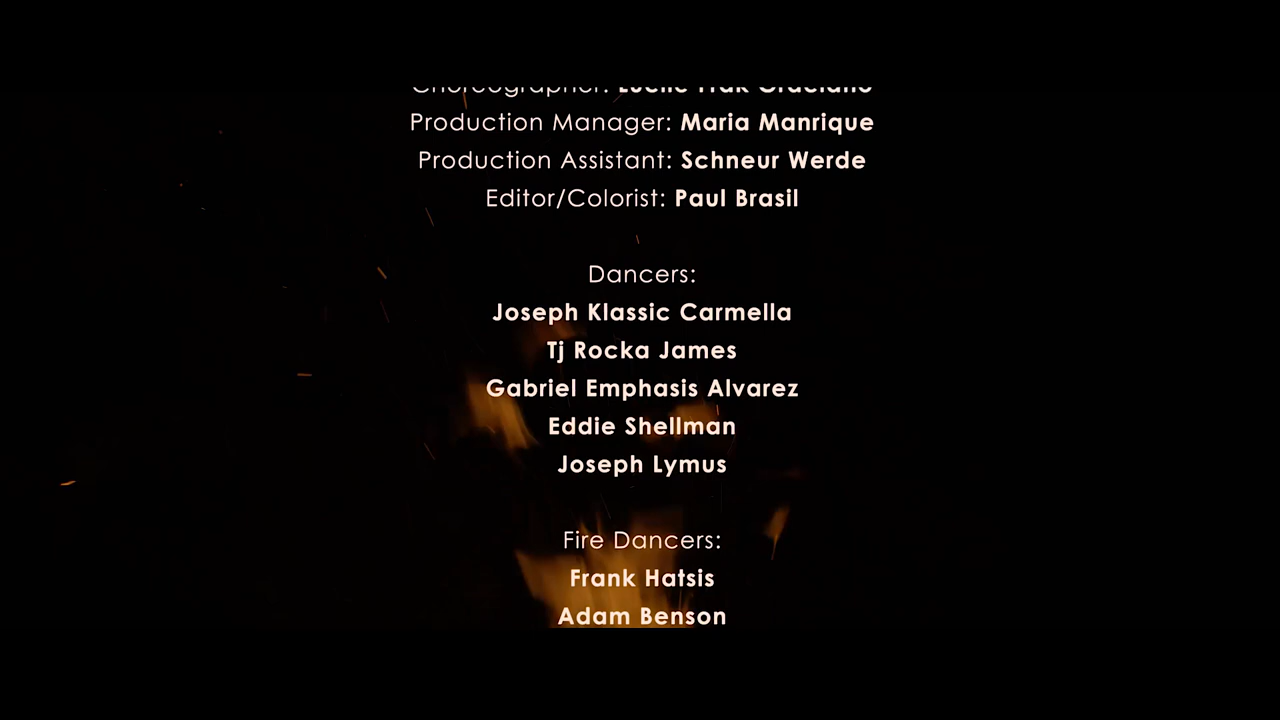 Production Manager: Maria Manrique
Production Assistant: Schneur Werde
Editor/Colorist: Paul Brasil
Dancers:
Joseph Klassic Carmella
Tj Rocka James
Gabriel Emphasis Alvarez
Eddie Shellman
Joseph Lymus
Fire Dancers:
Frank Hatsis
Adam Benson